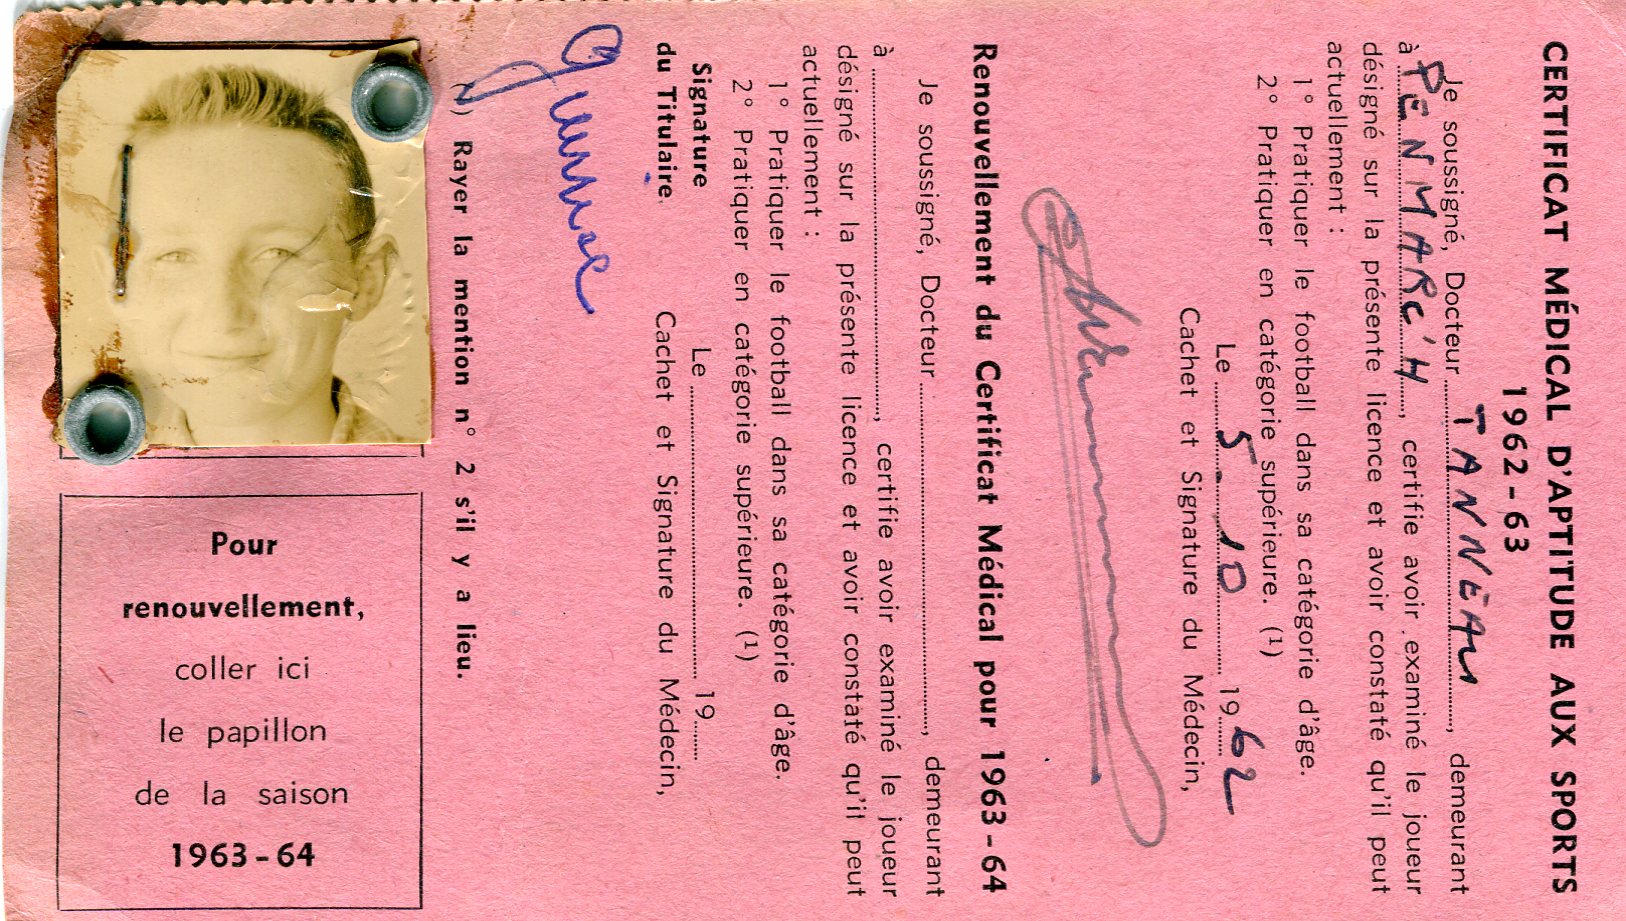 CERTIFICAT MÉDICAL D'APTITUDE AUX SPORTS
1962-63
Je soussigné, Docteur TANNEAU, demeurant
à PENMARC'H, certifie avoir examiné le joueur
désigné sur la présente licence et avoir constaté qu'il peut
actuellement :
1° Pratiquer le football dans sa catégorie d'âge.
2° Pratiquer en catégorie supérieure. (1)
Le 5-10 1962
Cachet et Signature du Médecin,
Renouvellement du Certificat Médical pour 1963-64
Je soussigné, Docteur , demeurant
à , certifie avoir examiné le joueur
désigné sur la présente licence et avoir constaté qu'il peut
actuellement :
1° Pratiquer le football dans sa catégorie d'âge.
2° Pratiquer en catégorie supérieure. (1)
Le 19
Signature
du Titulaire.
Cachet et Signature du Médecin,
) Rayer la mention n° 2 s'il y a lieu.
Pour
renouvellement,
coller ici
le papillon
de la saison
1963-64